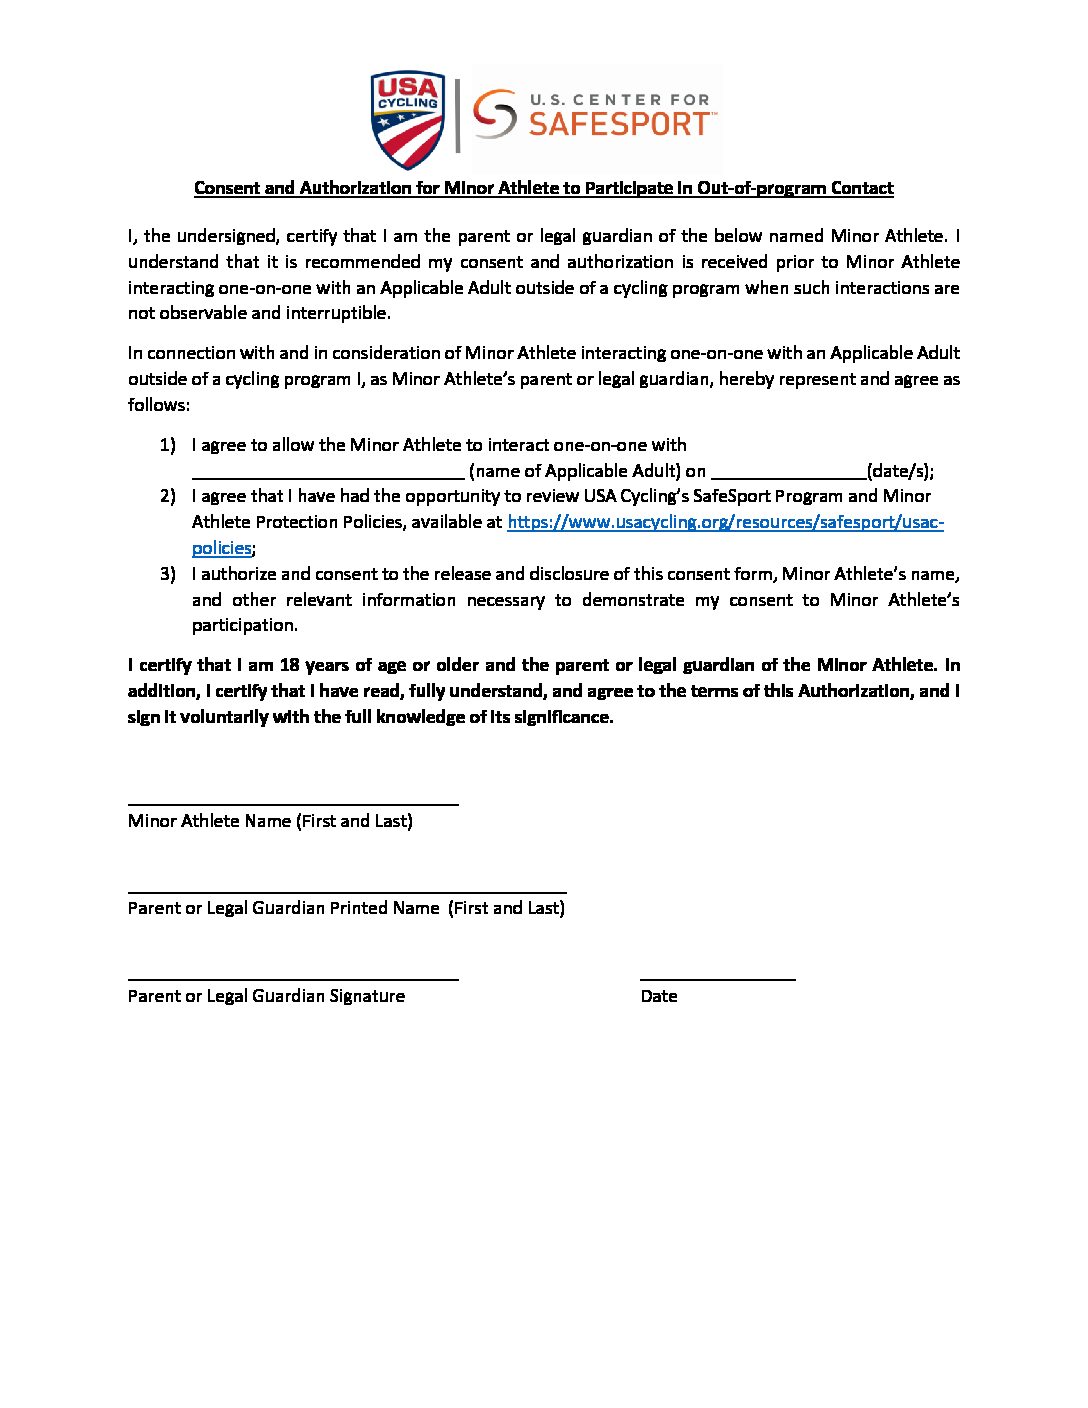 USA
CYCLING
U.S. CENTER FOR
SAFESPORT™
Consent and Authorization for Minor Athlete to Participate in Out-of-program Contact
I, the undersigned, certify that I am the parent or legal guardian of the below named Minor Athlete. I
understand that it is recommended my consent and authorization is received prior to Minor Athlete
interacting one-on-one with an Applicable Adult outside of a cycling program when such interactions are
not observable and interruptible.
In connection with and in consideration of Minor Athlete interacting one-on-one with an Applicable Adult
outside of a cycling program I, as Minor Athlete's parent or legal guardian, hereby represent and agree as
follows:
1) I agree to allow the Minor Athlete to interact one-on-one with
____________________________ (name of Applicable Adult) on ________________(date/s);
2) I agree that I have had the opportunity to review USA Cycling's SafeSport Program and Minor
Athlete Protection Policies, available at https://www.usacycling.org/resources/safesport/usac-
policies;
3) I authorize and consent to the release and disclosure of this consent form, Minor Athlete's name,
and other relevant information necessary to demonstrate my consent to Minor Athlete's
participation.
I certify that I am 18 years of age or older and the parent or legal guardian of the Minor Athlete. In
addition, I certify that I have read, fully understand, and agree to the terms of this Authorization, and I
sign it voluntarily with the full knowledge of its significance.
__________________________________
Minor Athlete Name (First and Last)
_____________________________________________
Parent or Legal Guardian Printed Name (First and Last)
__________________________________ ________________
Parent or Legal Guardian Signature Date